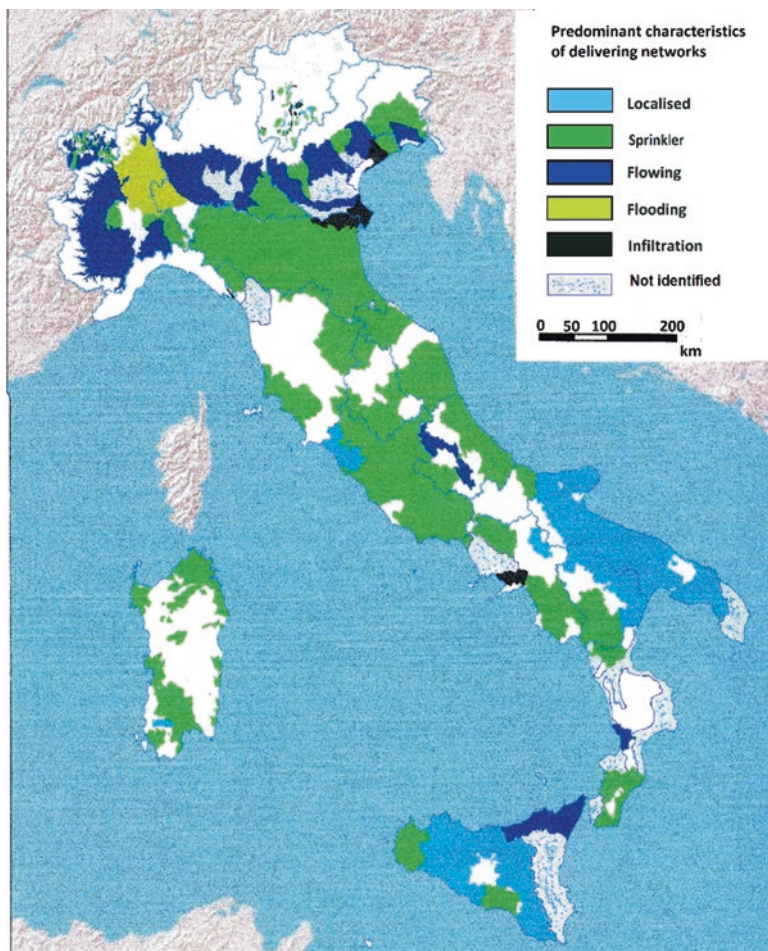 Predominant characteristics
of delivering networks
Localised
Sprinkler
Flowing
Flooding
Infiltration
Not identified
0 50 100 200
km